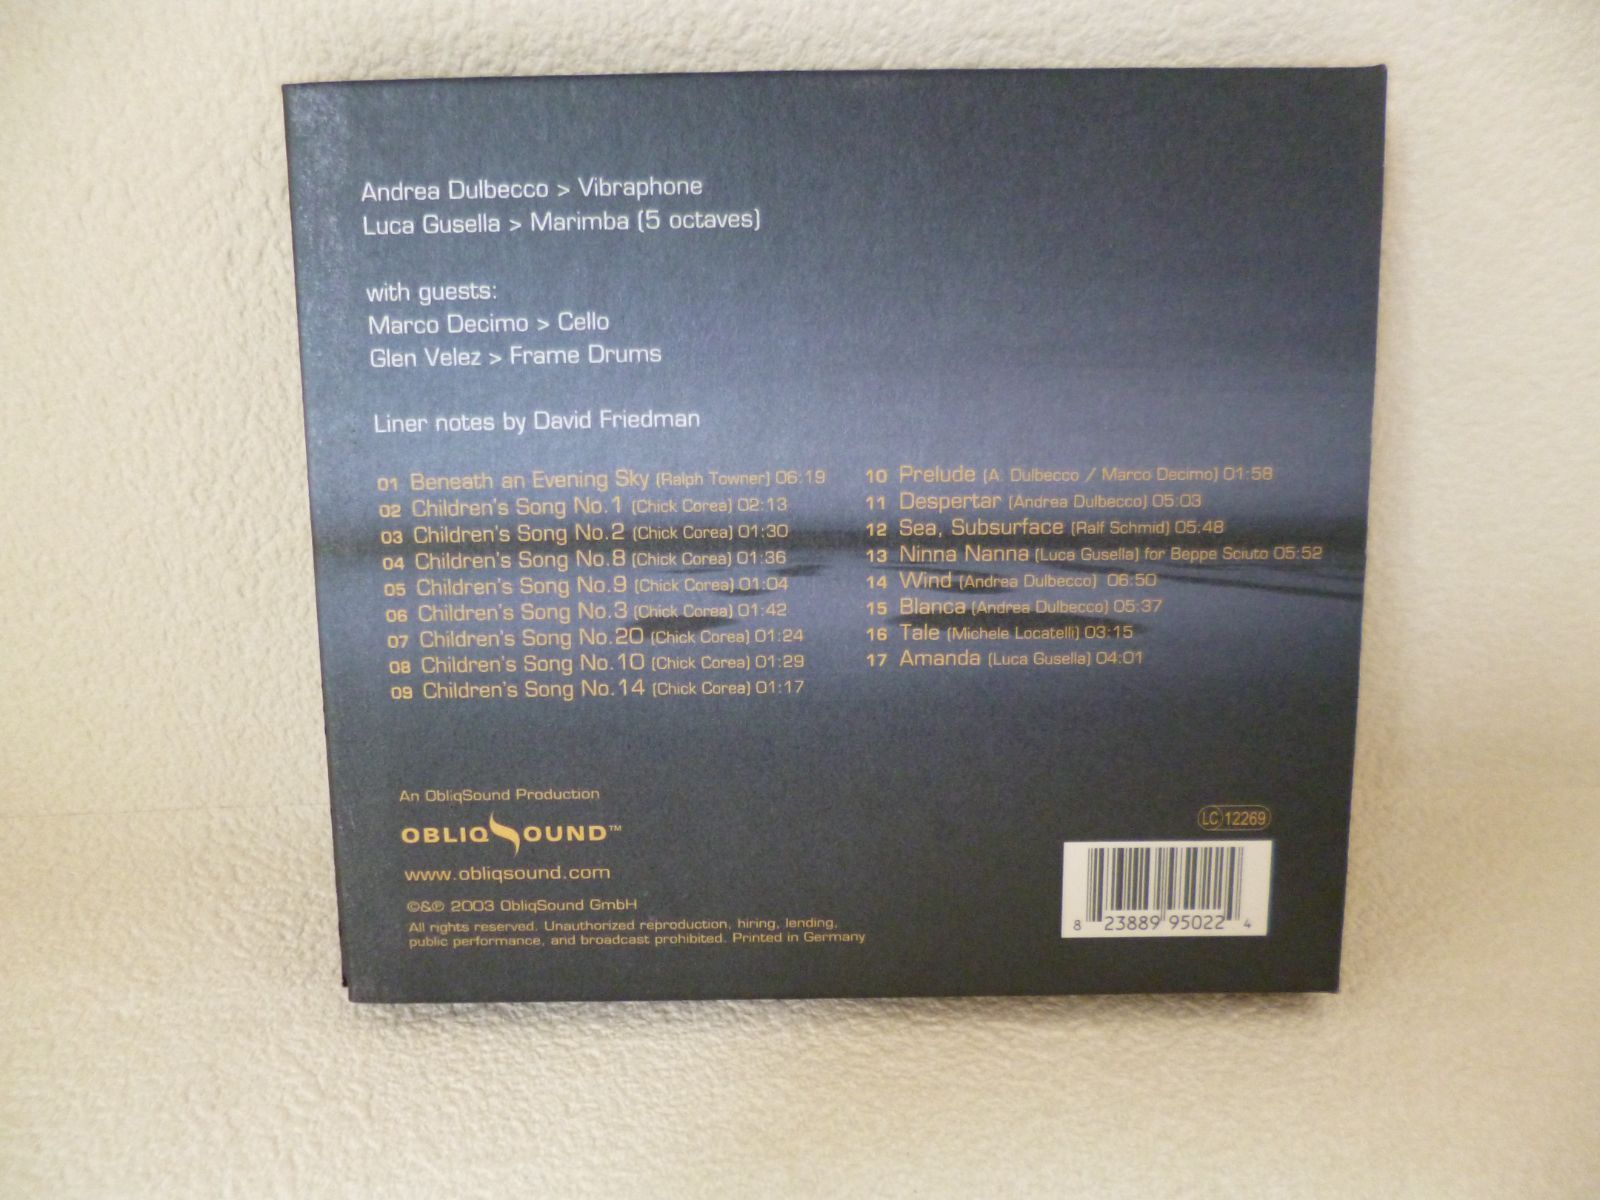 Andrea Dulbecco > Vibraphone
Luca Gusella > Marimba (5 octaves)
with guests:
Marco Decimo > Cello
Glen Velez > Frame Drums
Liner notes by David Friedman
01 Beneath an Evening Sky (Ralph Towner) 06:19
02 Children's Song No.1 (Chick Corea) 02:13
03 Children's Song No.2 (Chick Corea) 01:30
04 Children's Song No.8 (Chick Corea) 01:36
05 Children's Song No.9 (Chick Corea) 01:04
06 Children's Song No.3 (Chick Corea) 01:42
07 Children's Song No.20 (Chick Corea) 01:24
08 Children's Song No.10 (Chick Corea) 01:29
09 Children's Song No.14 (Chick Corea) 01:17
10 Prelude (A. Dulbecco / Marco Decimo) 01:58
11 Despertar (Andrea Dulbecco) 05:03
12 Sea, Subsurface (Ralf Schmid) 05:48
13 Ninna Nanna (Luca Gusella) for Beppe Sciuto 05:52
14 Wind (Andrea Dulbecco) 06:50
15 Blanca (Andrea Dulbecco) 05:37
16 Tale (Michele Locatelli) 03:15
17 Amanda (Luca Gusella) 04:01
An ObliqSound Production
OBLIQSOUND™
www.obliqsound.com
©&℗ 2003 ObliqSound GmbH
All rights reserved. Unauthorized reproduction, hiring, lending,
public performance, and broadcast prohibited. Printed in Germany
LC 12269
8 23889 95022 4